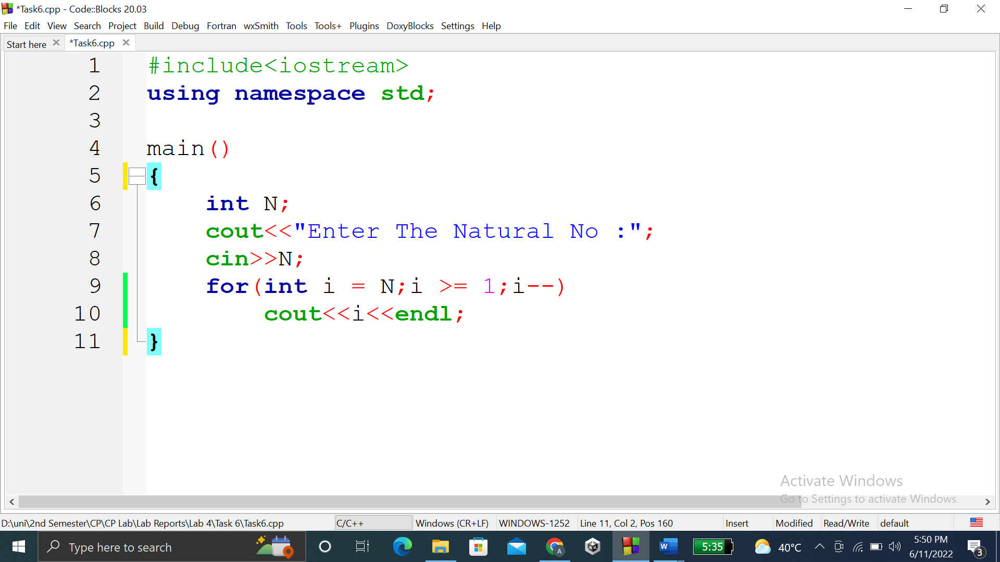 *Task6.cpp - Code::Blocks 20.03
File Edit View Search Project Build Debug Fortran wxSmith Tools Tools+ Plugins DoxyBlocks Settings Help
Start here *Task6.cpp
1 #include<iostream>
2 using namespace std;
3
4 main()
5 {
6 int N;
7 cout<<"Enter The Natural No :";
8 cin>>N;
9 for(int i = N;i >= 1;i--)
10 cout<<i<<endl;
11 }
Activate Windows
Go to Settings to activate Windows.
D:\uni\2nd Semester\CP\CP Lab\Lab Reports\Lab 4\Task 6\Task6.cpp C/C++ Windows (CR+LF) WINDOWS-1252 Line 11, Col 2, Pos 160 Insert Modified Read/Write default
Type here to search A W 5:35 40°C 5:50 PM
6/11/2022 3